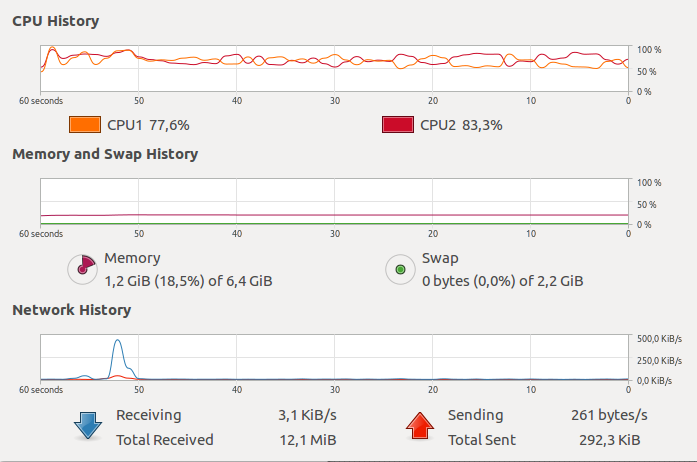 CPU History
100 %
50 %
0 %
60 seconds 50 40 30 20 10 0
CPU1 77,6% CPU2 83,3%
Memory and Swap History
100 %
50 %
0 %
60 seconds 50 40 30 20 10 0
Memory Swap
1,2 GiB (18,5%) of 6,4 GiB 0 bytes (0,0%) of 2,2 GiB
Network History
500,0 KiB/s
250,0 KiB/s
0,0 KiB/s
60 seconds 50 40 30 20 10 0
Receiving 3,1 KiB/s Sending 261 bytes/s
Total Received 12,1 MiB Total Sent 292,3 KiB